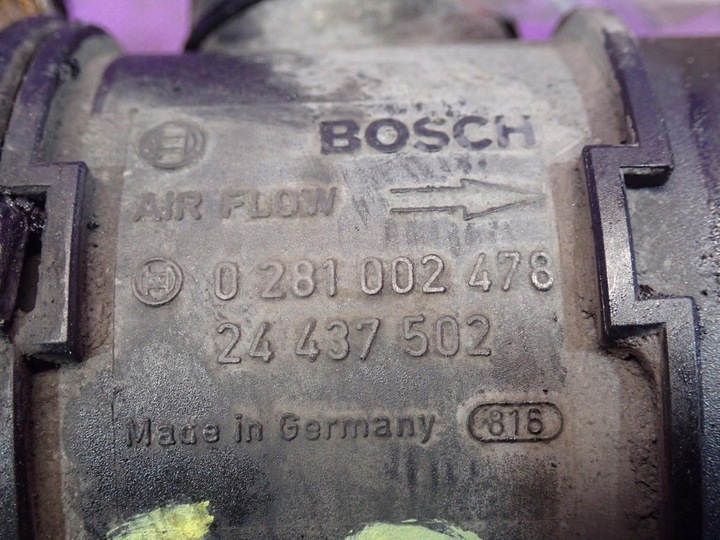 BOSCH
AIR FLOW
0 281 002 478
24 437 502
Made in Germany 816